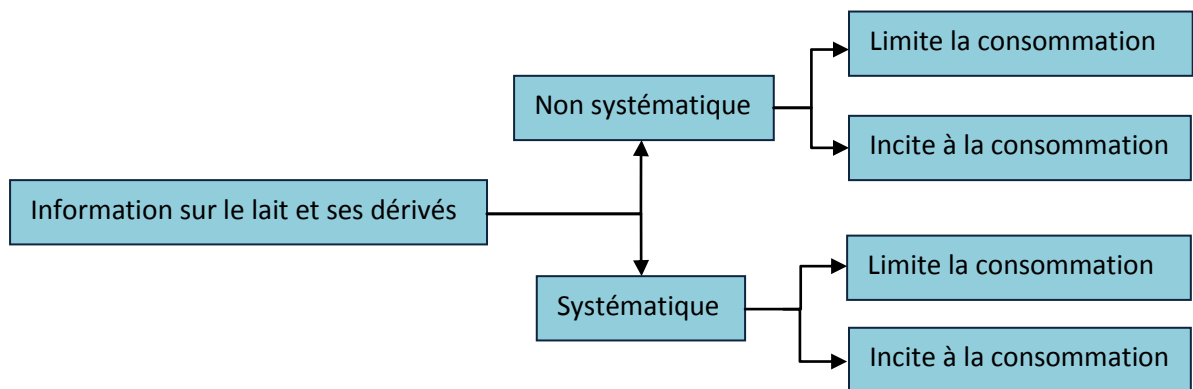 Limite la consommation
Non systématique
Incite à la consommation
Information sur le lait et ses dérivés
Limite la consommation
Systématique
Incite à la consommation